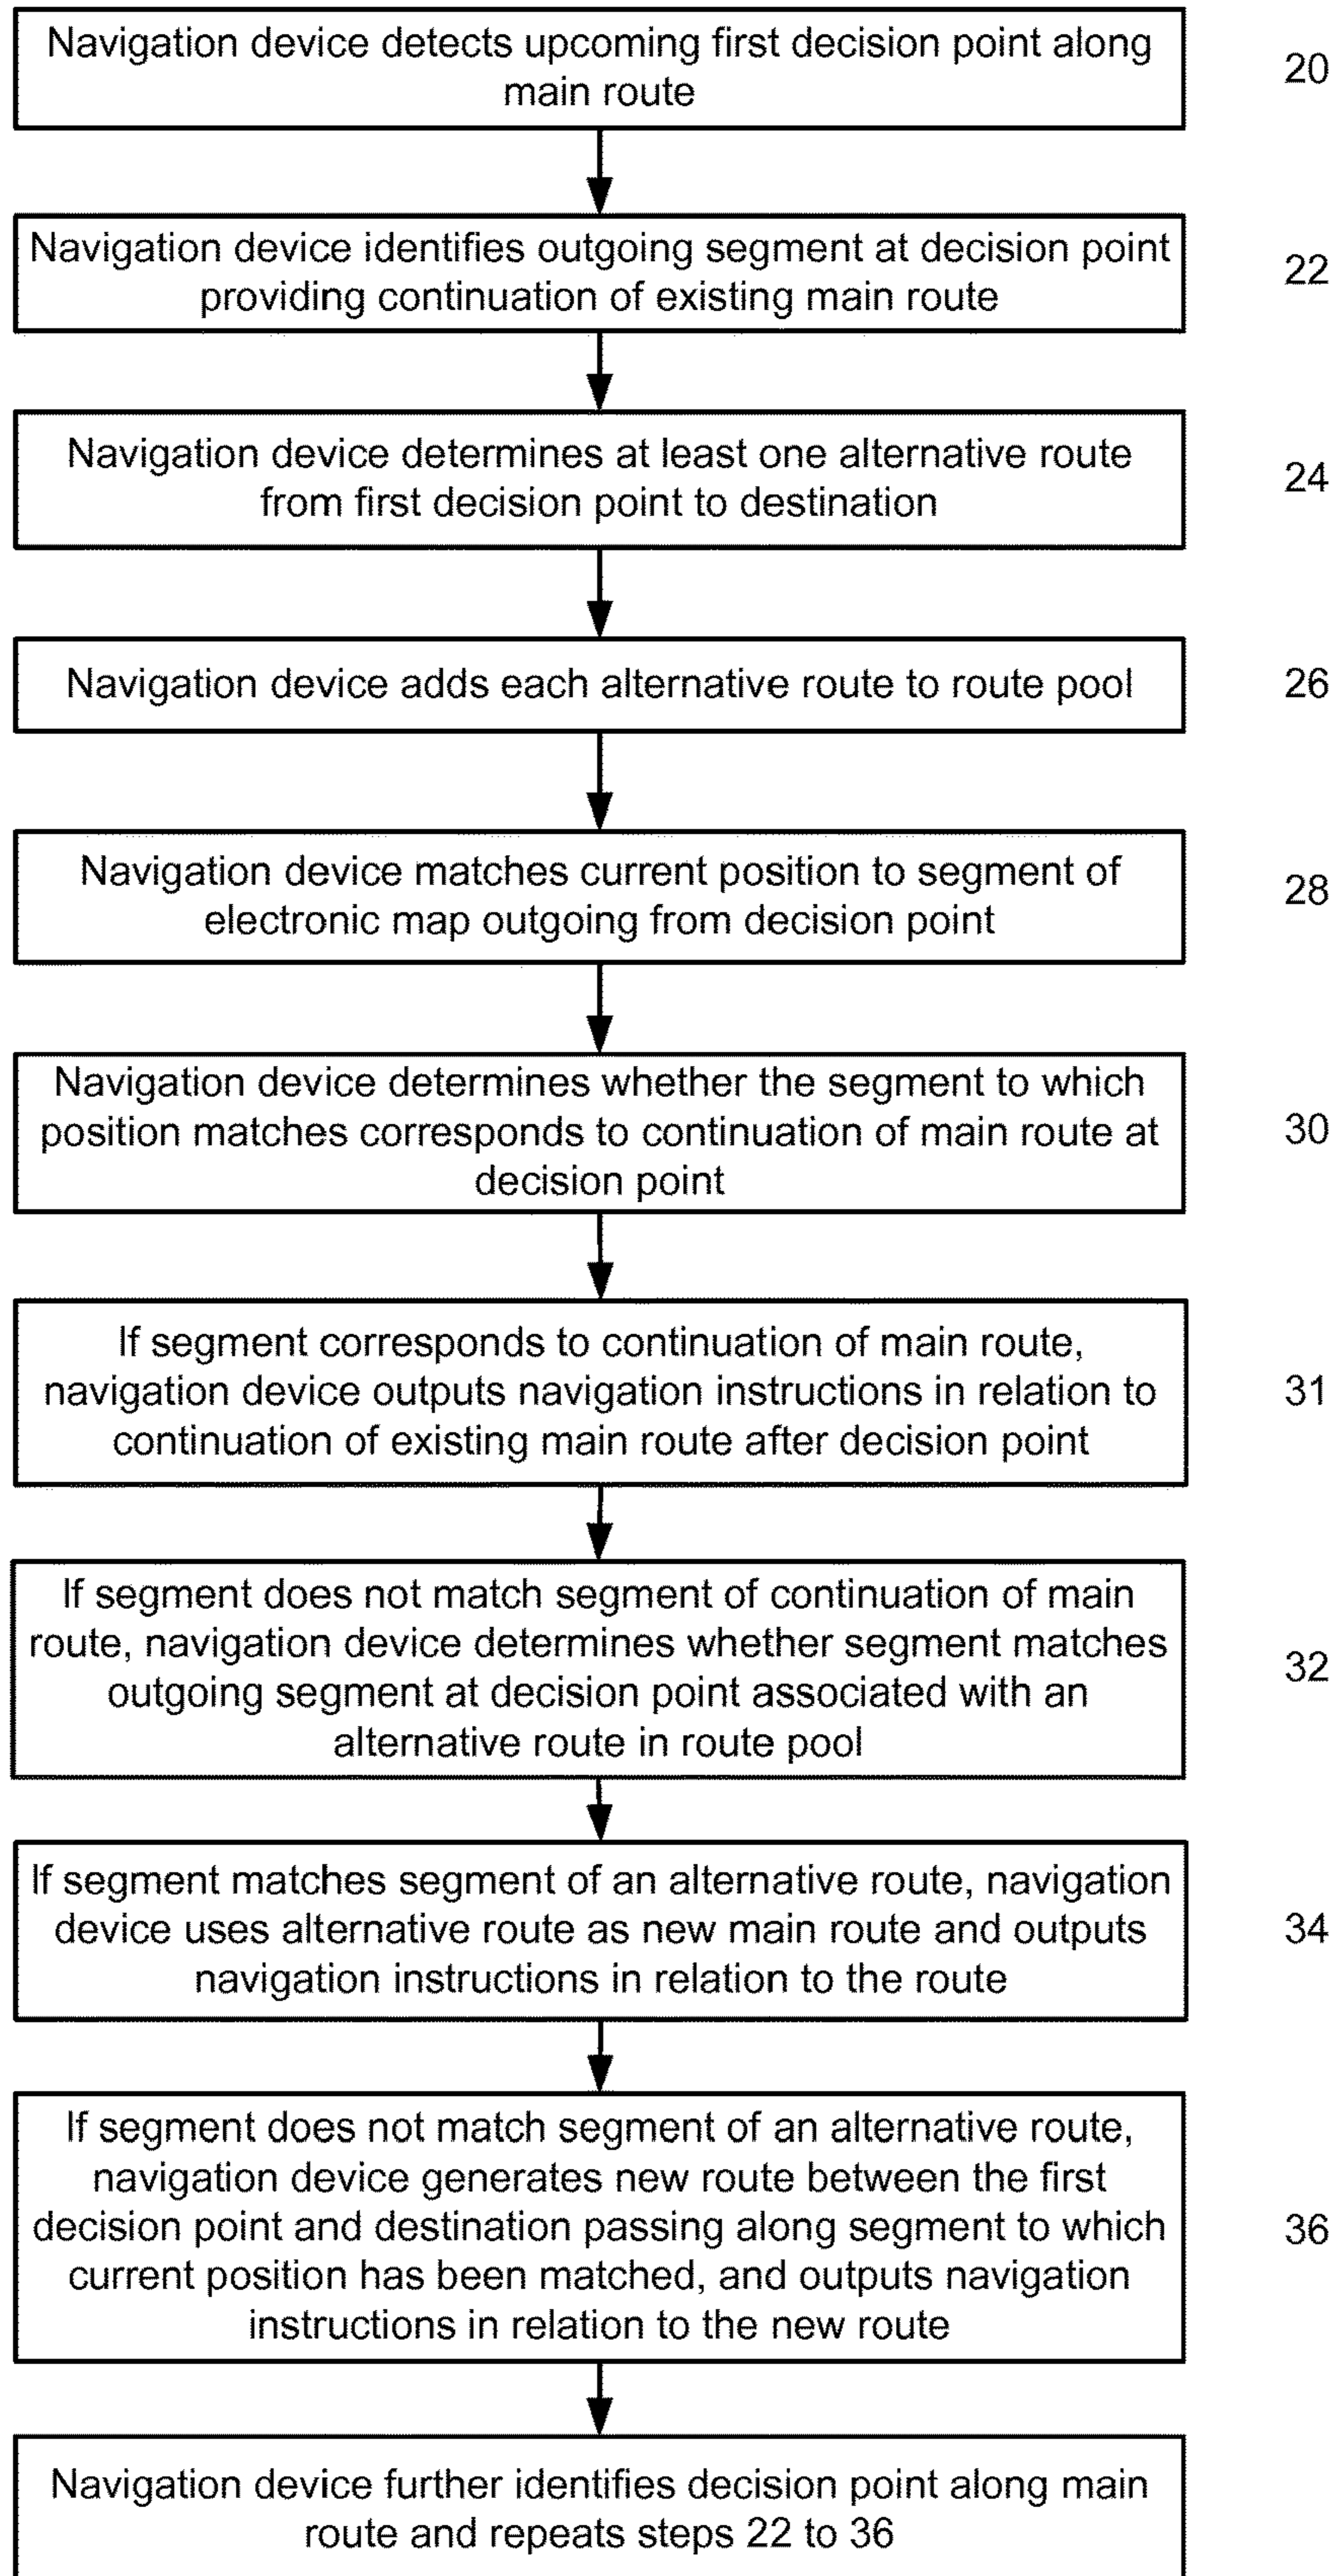 Navigation device detects upcoming first decision point along
main route
20
Navigation device identifies outgoing segment at decision point
providing continuation of existing main route
22
Navigation device determines at least one alternative route
from first decision point to destination
24
Navigation device adds each alternative route to route pool
26
Navigation device matches current position to segment of
electronic map outgoing from decision point
28
Navigation device determines whether the segment to which
position matches corresponds to continuation of main route at
decision point
30
If segment corresponds to continuation of main route,
navigation device outputs navigation instructions in relation to
continuation of existing main route after decision point
31
If segment does not match segment of continuation of main
route, navigation device determines whether segment matches
outgoing segment at decision point associated with an
alternative route in route pool
32
If segment matches segment of an alternative route, navigation
device uses alternative route as new main route and outputs
navigation instructions in relation to the route
34
If segment does not match segment of an alternative route,
navigation device generates new route between the first
decision point and destination passing along segment to which
current position has been matched, and outputs navigation
instructions in relation to the new route
36
Navigation device further identifies decision point along main
route and repeats steps 22 to 36